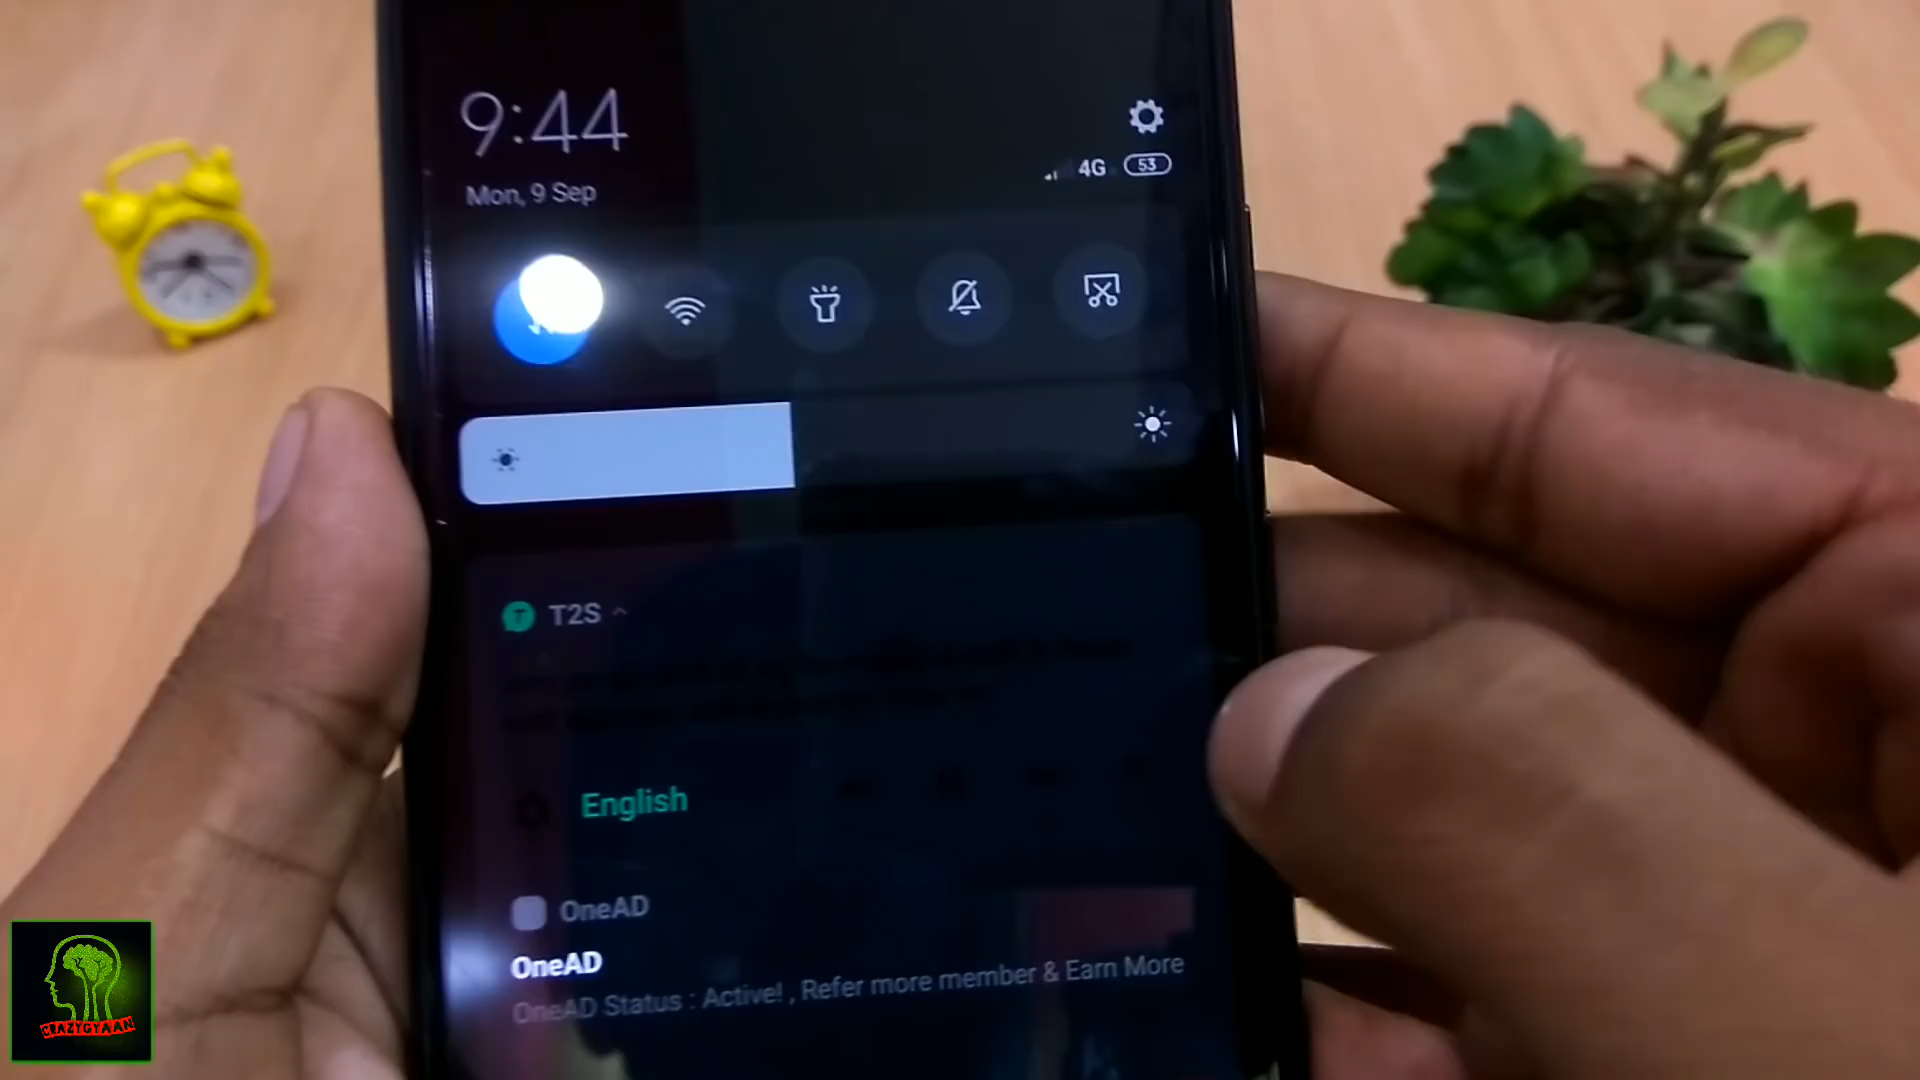 9:44
4G 53
Mon, 9 Sep
T2S
English
OneAD
OneAD
OneAD Status : Active! , Refer more member & Earn More
CRAZYGYAAN